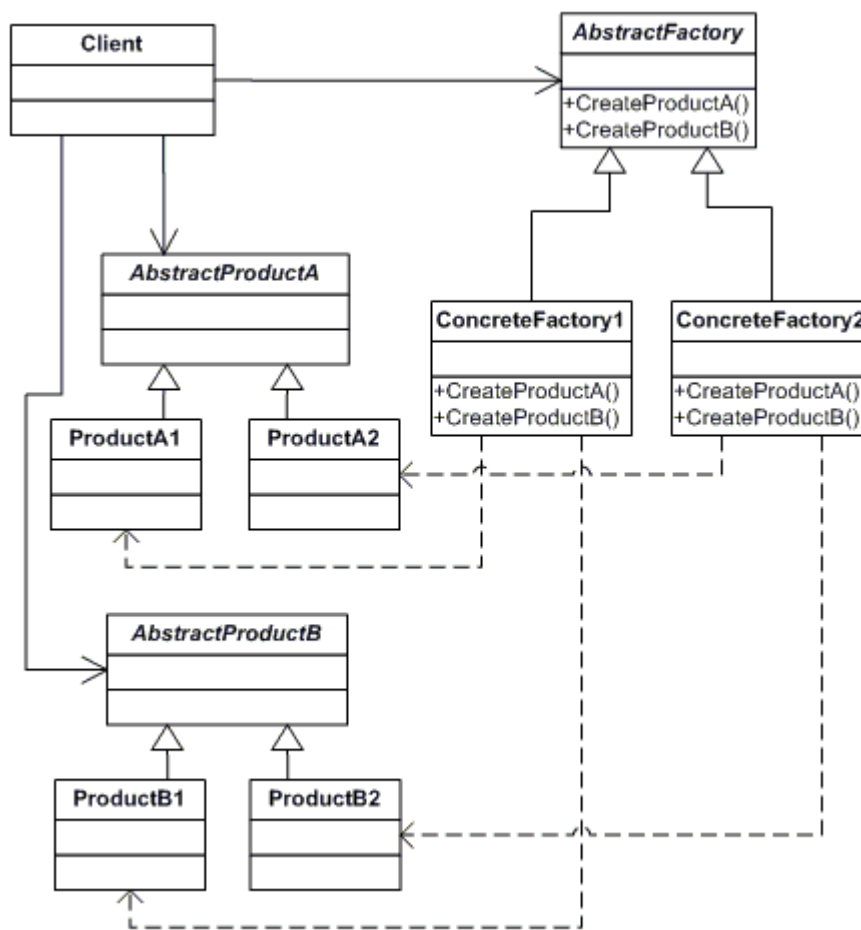 Client
AbstractFactory
+CreateProductA()
+CreateProductB()
AbstractProductA
ConcreteFactory1
+CreateProductA()
+CreateProductB()
ConcreteFactory2
+CreateProductA()
+CreateProductB()
ProductA1
ProductA2
AbstractProductB
ProductB1
ProductB2